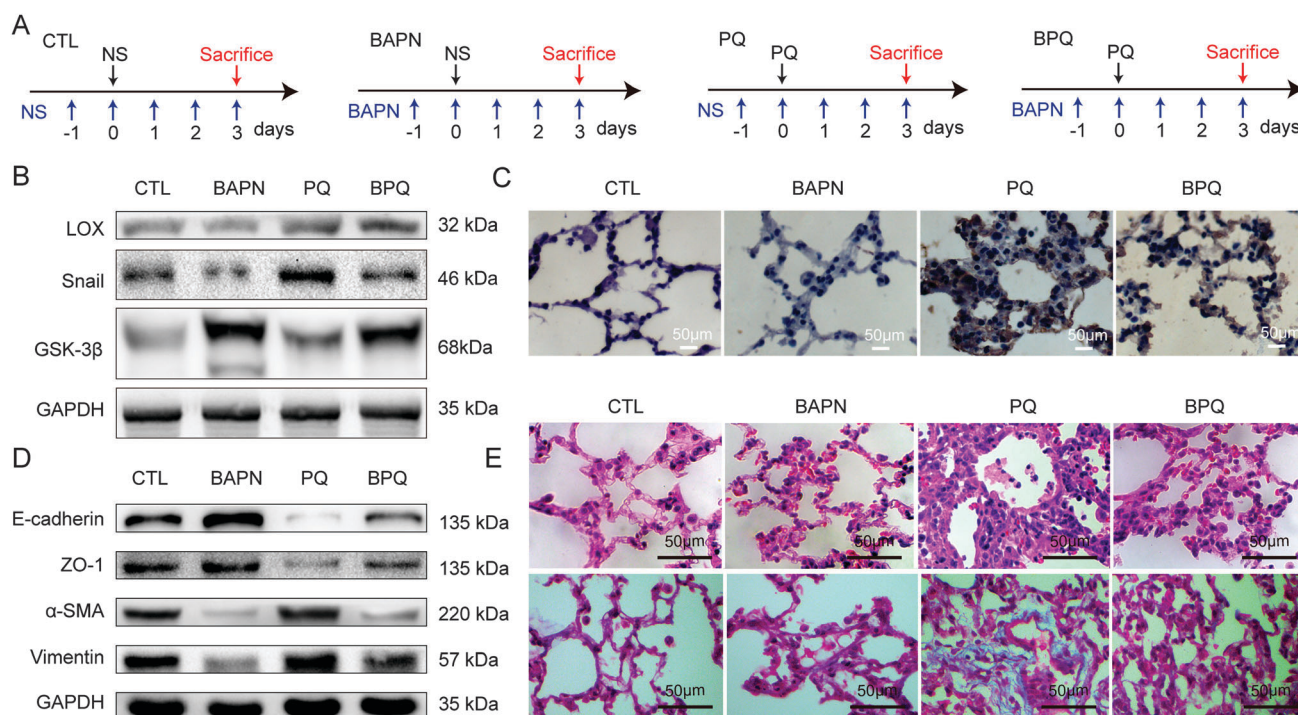 A
CTL
NS
Sacrifice
NS
-1 0 1 2 3 days
BAPN
NS
Sacrifice
BAPN
-1 0 1 2 3 days
PQ
PQ
Sacrifice
NS
-1 0 1 2 3 days
BPQ
PQ
Sacrifice
BAPN
-1 0 1 2 3 days
B
CTL BAPN PQ BPQ
LOX 32 kDa
Snail 46 kDa
GSK-3β 68kDa
GAPDH 35 kDa
C
CTL BAPN PQ BPQ
50μm 50μm 50μm 50μm
D
CTL BAPN PQ BPQ
E-cadherin 135 kDa
ZO-1 135 kDa
α-SMA 220 kDa
Vimentin 57 kDa
GAPDH 35 kDa
E
CTL BAPN PQ BPQ
50μm 50μm 50μm 50μm
50μm 50μm 50μm 50μm